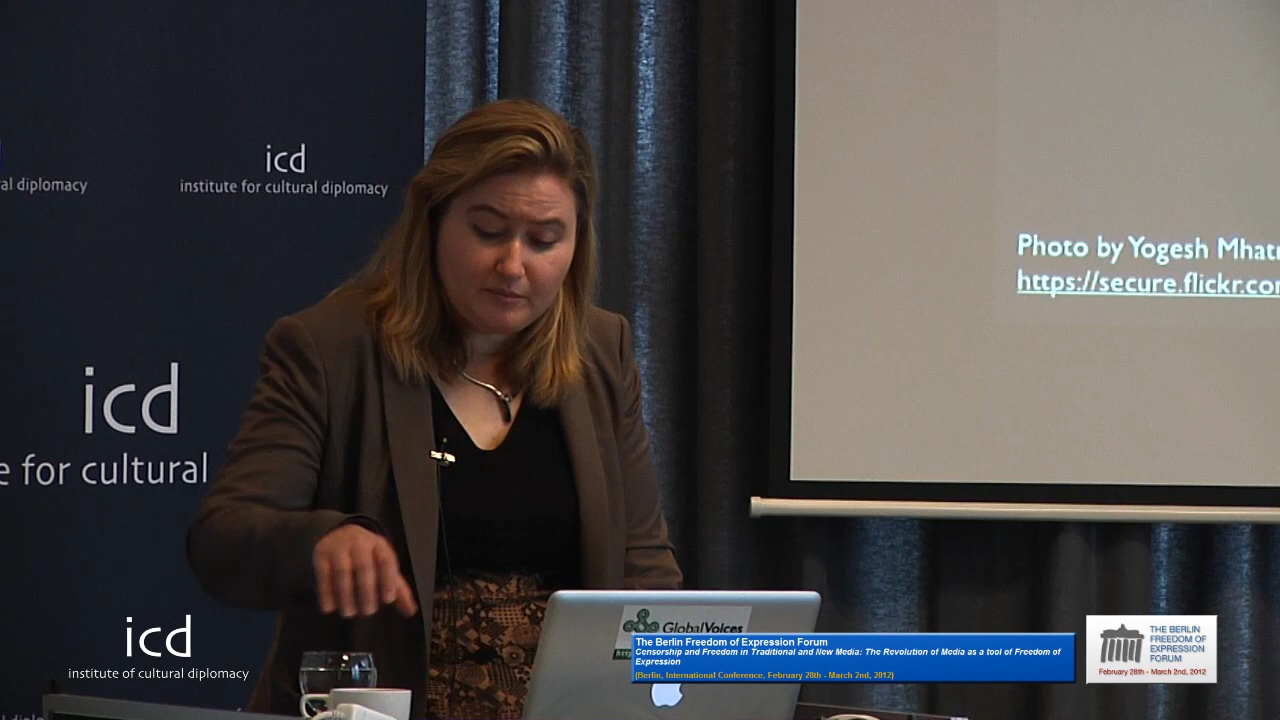 icd
institute for cultural diplomacy
al diplomacy
icd
e for cultural
icd
institute of cultural diplomacy
Photo by Yogesh
https://secure.flickr.co
GlobalVoices
The Berlin Freedom of Expression Forum
Censorship and Freedom in Traditional and New Media: The Revolution of Media as a tool of Freedom of
Expression
(Berlin, International Conference, February 28th - March 2nd, 2012)
THE BERLIN
FREEDOM OF
EXPRESSION
FORUM
February 28th - March 2nd, 2012